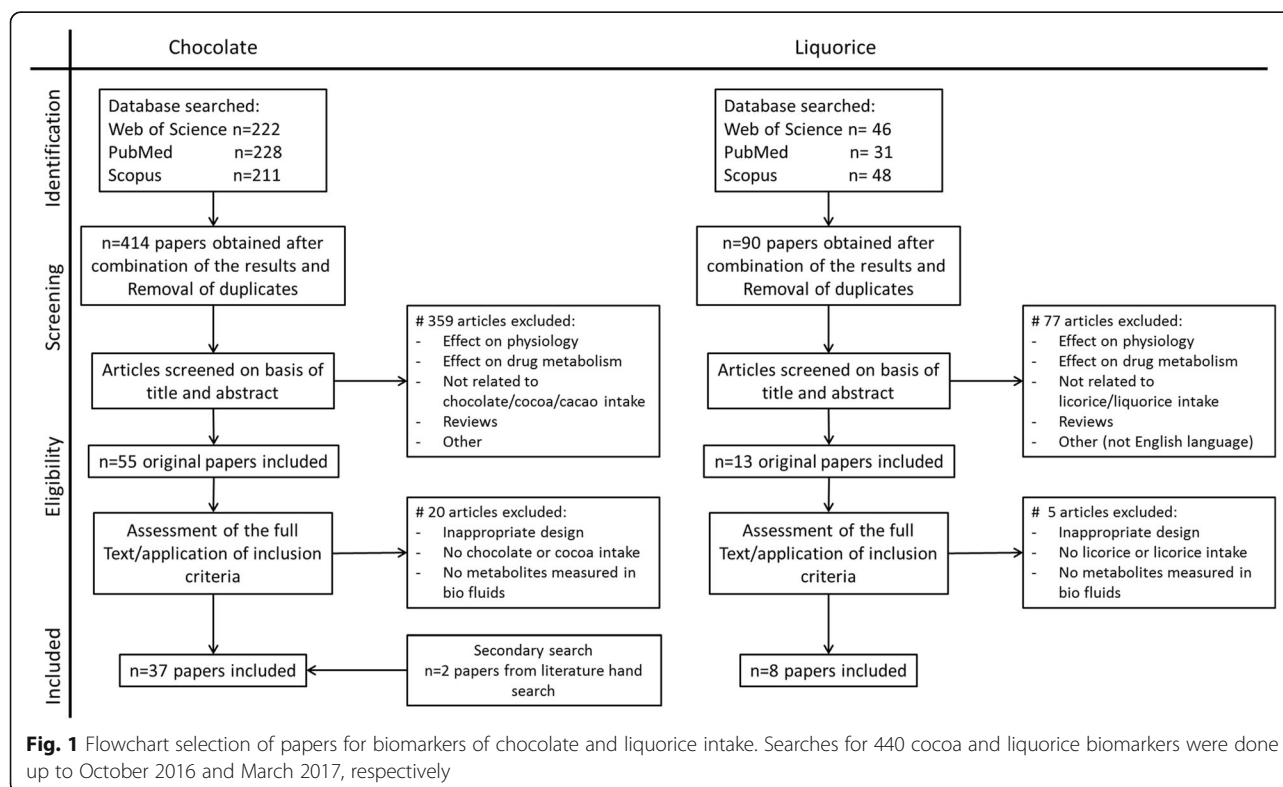 Chocolate
Liquorice
Identification
Database searched:
Web of Science n=222
PubMed n=228
Scopus n=211
Database searched:
Web of Science n= 46
PubMed n= 31
Scopus n= 48
Screening
n=414 papers obtained after
combination of the results and
Removal of duplicates
n=90 papers obtained after
combination of the results and
Removal of duplicates
Articles screened on basis of
title and abstract
# 359 articles excluded:
- Effect on physiology
- Effect on drug metabolism
- Not related to
chocolate/cocoa/cacao intake
- Reviews
- Other
Articles screened on basis of
title and abstract
# 77 articles excluded:
- Effect on physiology
- Effect on drug metabolism
- Not related to
licorice/liquorice intake
- Reviews
- Other (not English language)
Eligibility
n=55 original papers included
n=13 original papers included
Assessment of the full
Text/application of inclusion
criteria
# 20 articles excluded:
- Inappropriate design
- No chocolate or cocoa intake
- No metabolites measured in
bio fluids
Assessment of the full
Text/application of inclusion
criteria
# 5 articles excluded:
- Inappropriate design
- No licorice or licorice intake
- No metabolites measured in
bio fluids
Included
n=37 papers included
Secondary search
n=2 papers from literature hand
search
n=8 papers included
Fig. 1 Flowchart selection of papers for biomarkers of chocolate and liquorice intake. Searches for 440 cocoa and liquorice biomarkers were done
up to October 2016 and March 2017, respectively